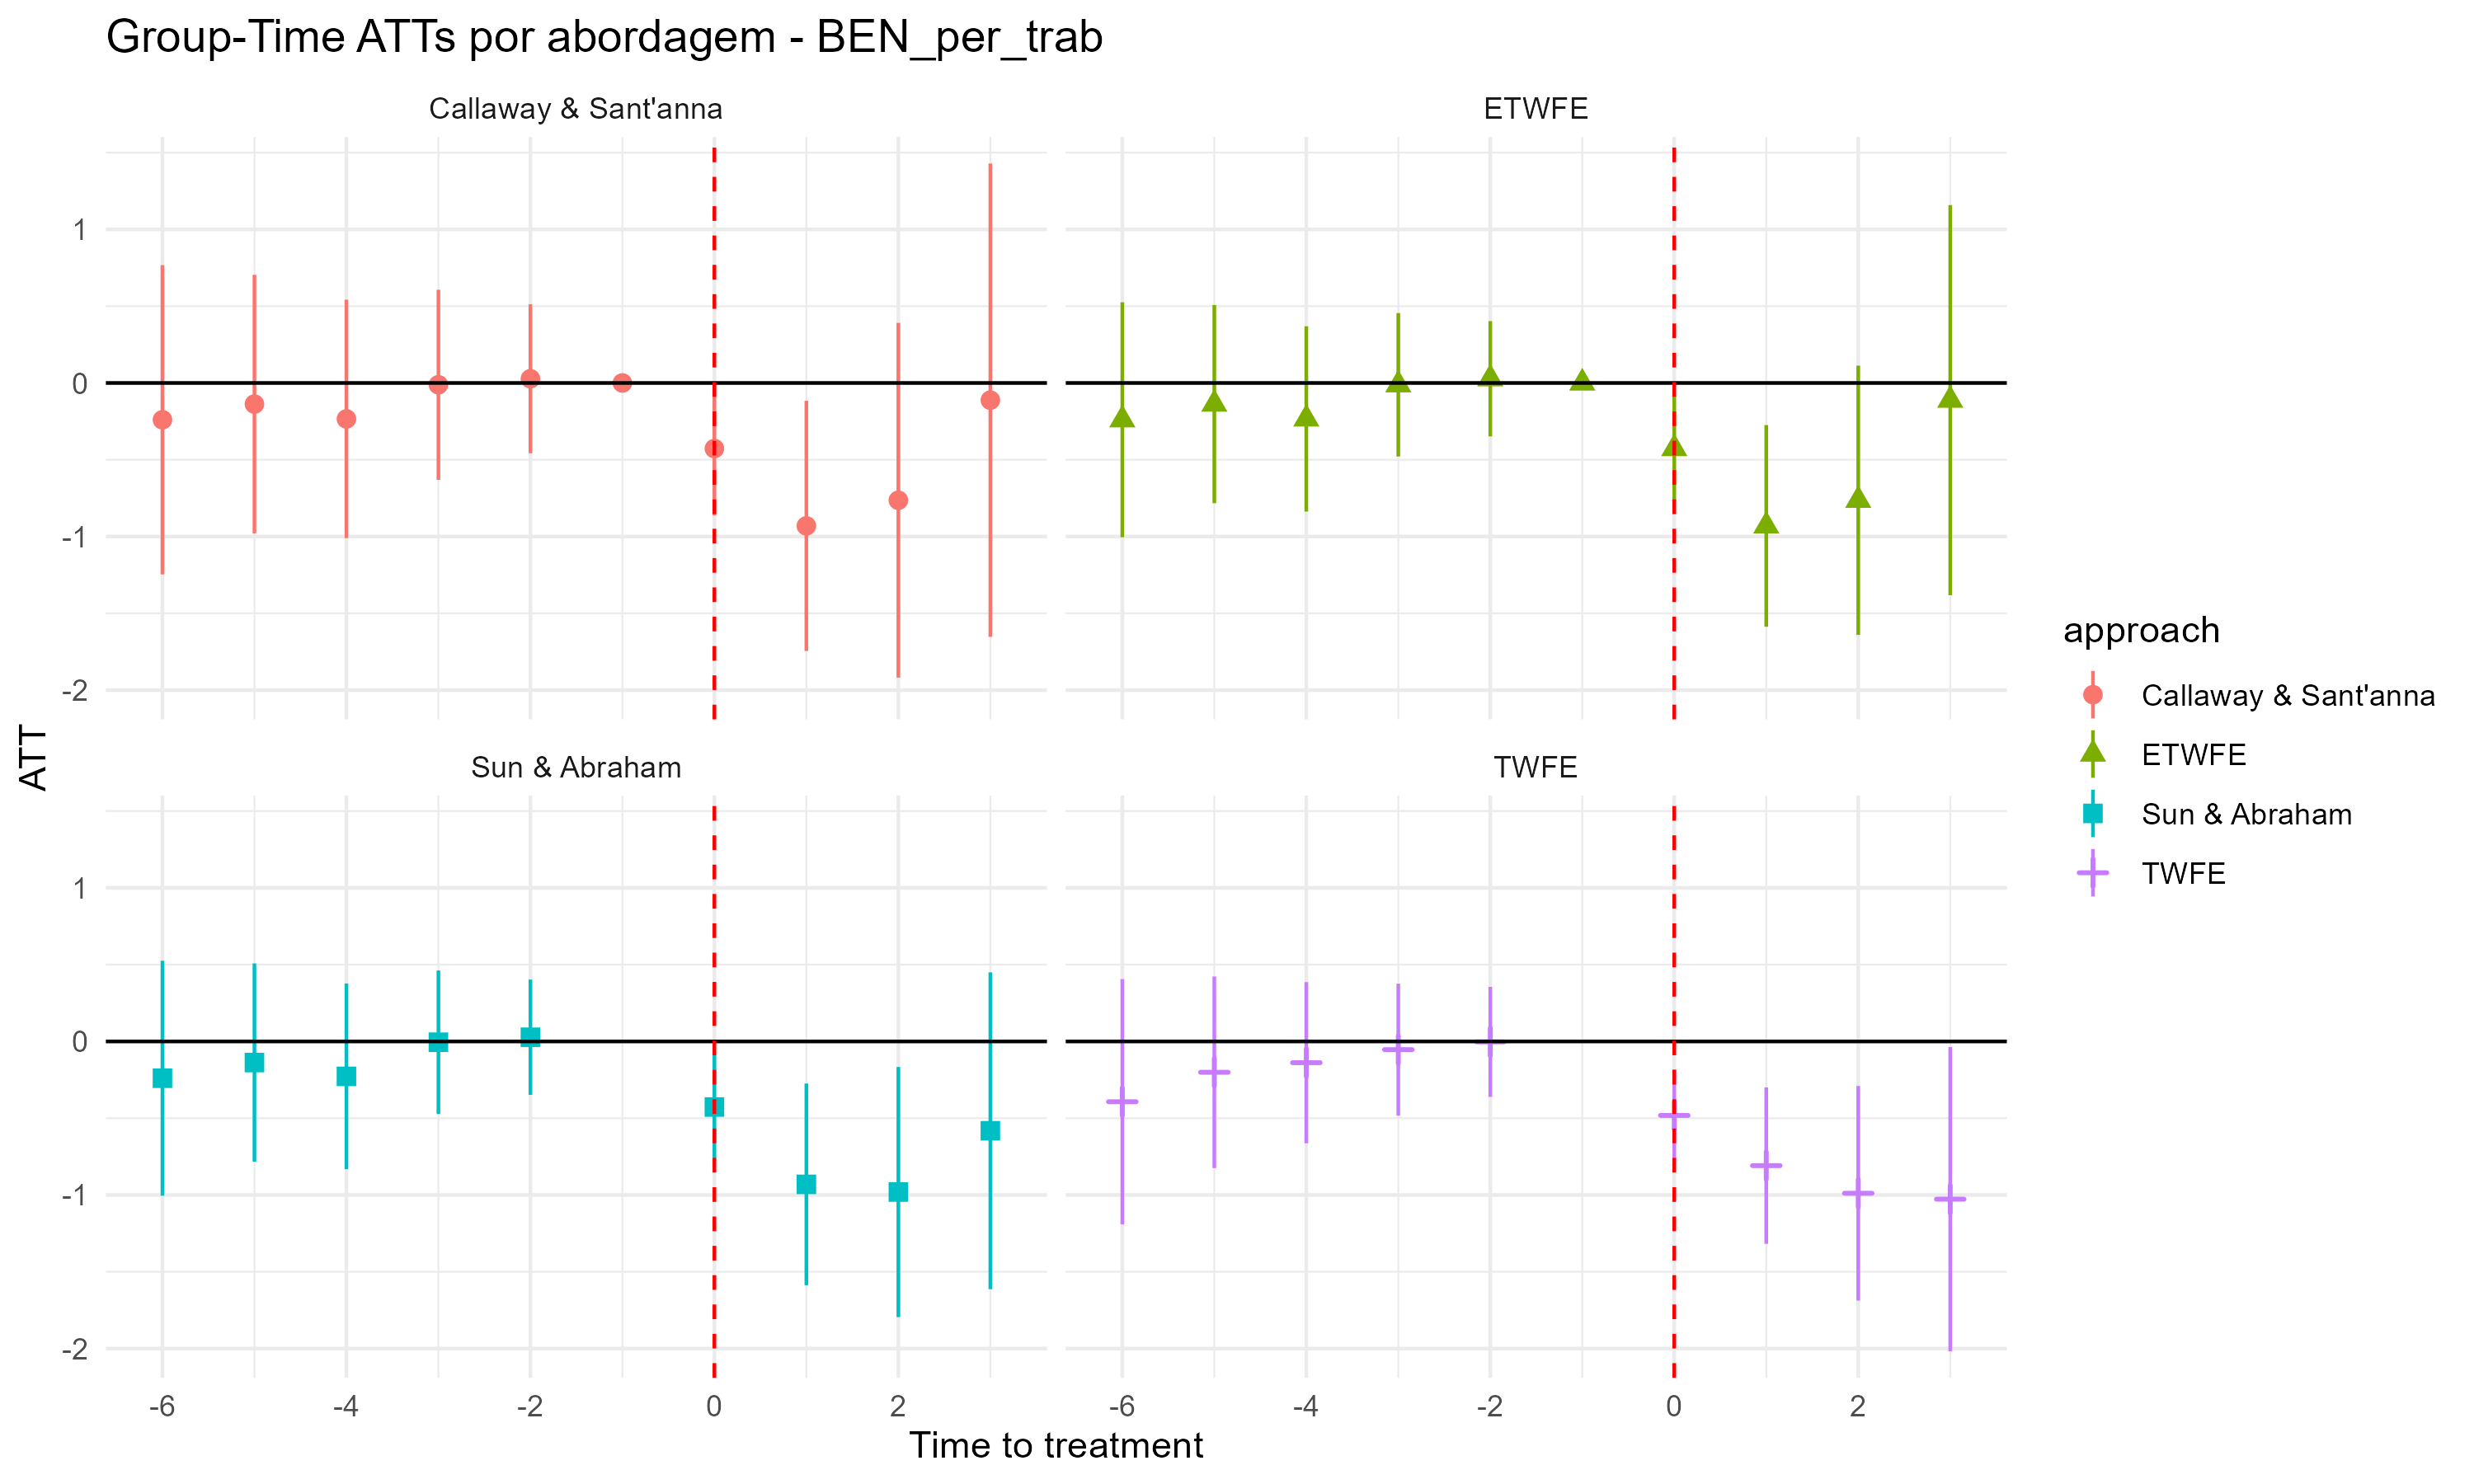 Group-Time ATTs por abordagem - BEN_per_trab
Callaway & Sant'anna
ETWFE
1
0
-1
-2
Sun & Abraham
TWFE
1
0
-1
-2
ATT
-6
-4
-2
0
2
-6
-4
-2
0
2
Time to treatment
approach
Callaway & Sant'anna
ETWFE
Sun & Abraham
TWFE